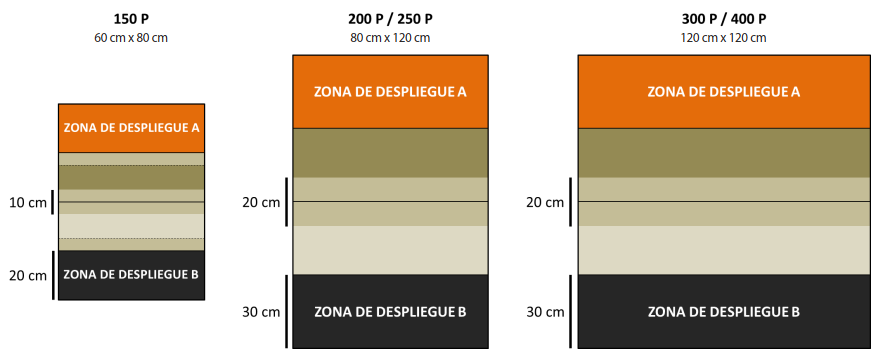 150 P
60 cm x 80 cm
ZONA DE DESPLIEGUE A
10 cm
20 cm
ZONA DE DESPLIEGUE B
200 P / 250 P
80 cm x 120 cm
ZONA DE DESPLIEGUE A
20 cm
30 cm
ZONA DE DESPLIEGUE B
300 P / 400 P
120 cm x 120 cm
ZONA DE DESPLIEGUE A
20 cm
30 cm
ZONA DE DESPLIEGUE B